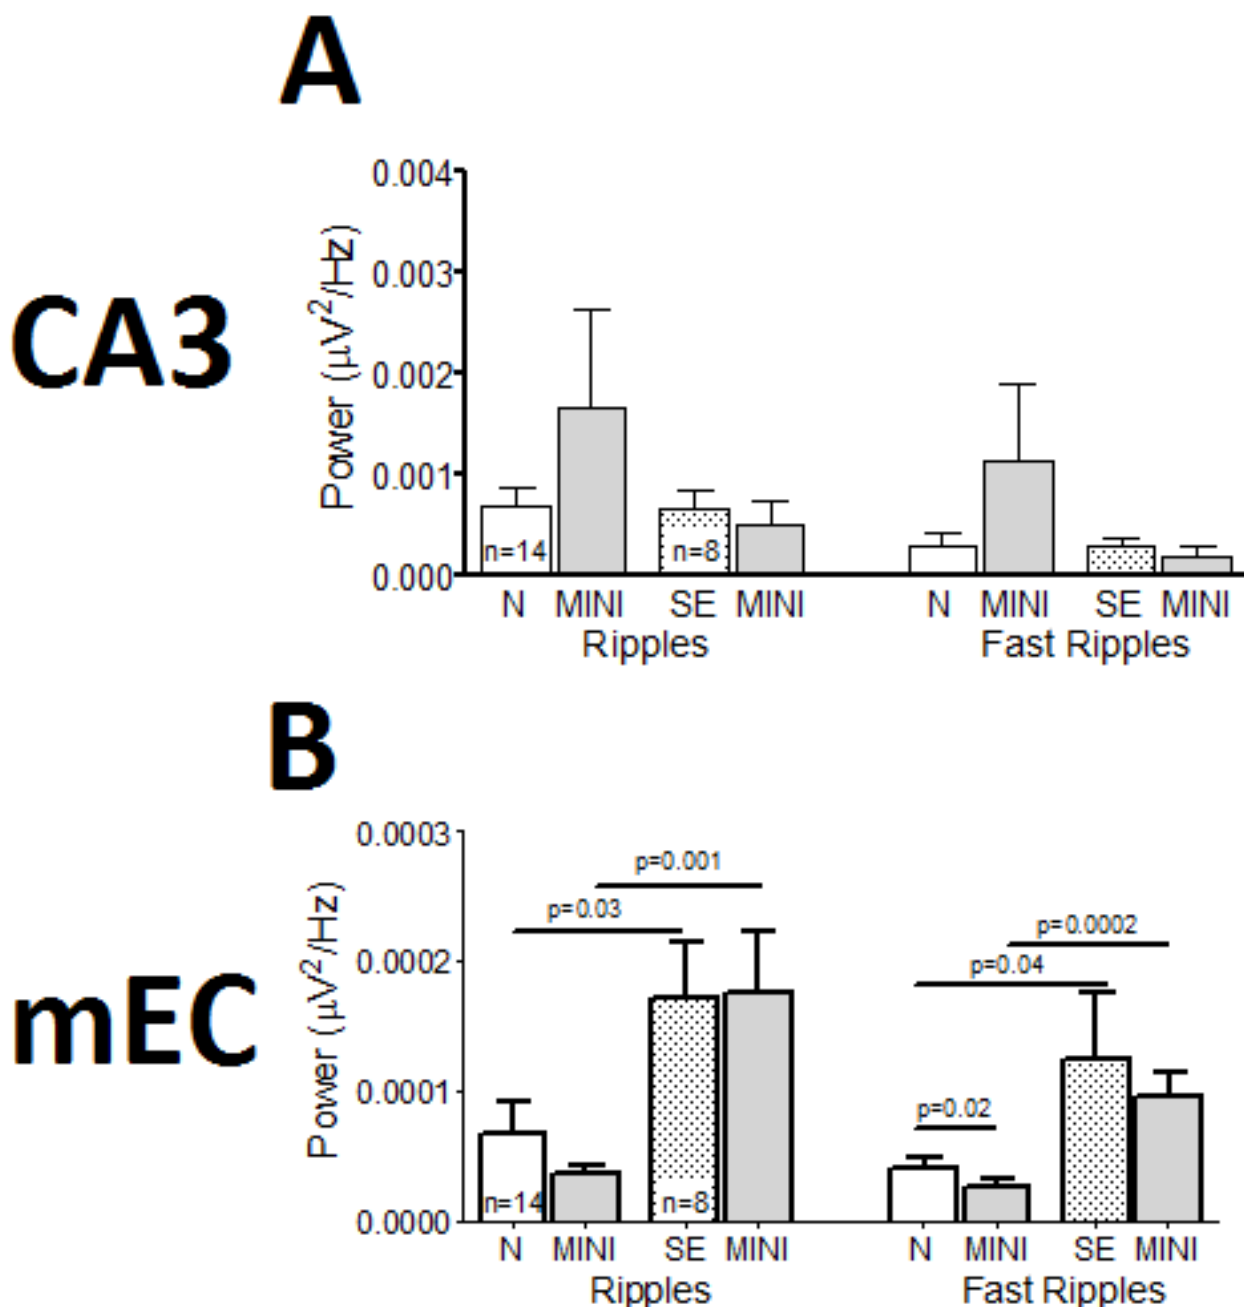 A
CA3
Power (µV²/Hz)
0.004
0.003
0.002
0.001
0.000
n=14
n=8
N MINI SE MINI N MINI SE MINI
Ripples Fast Ripples
B
mEC
Power (µV²/Hz)
0.0003
0.0002
0.0001
0.0000
p=0.001
p=0.03
p=0.0002
p=0.04
p=0.02
n=14
n=8
N MINI SE MINI N MINI SE MINI
Ripples Fast Ripples